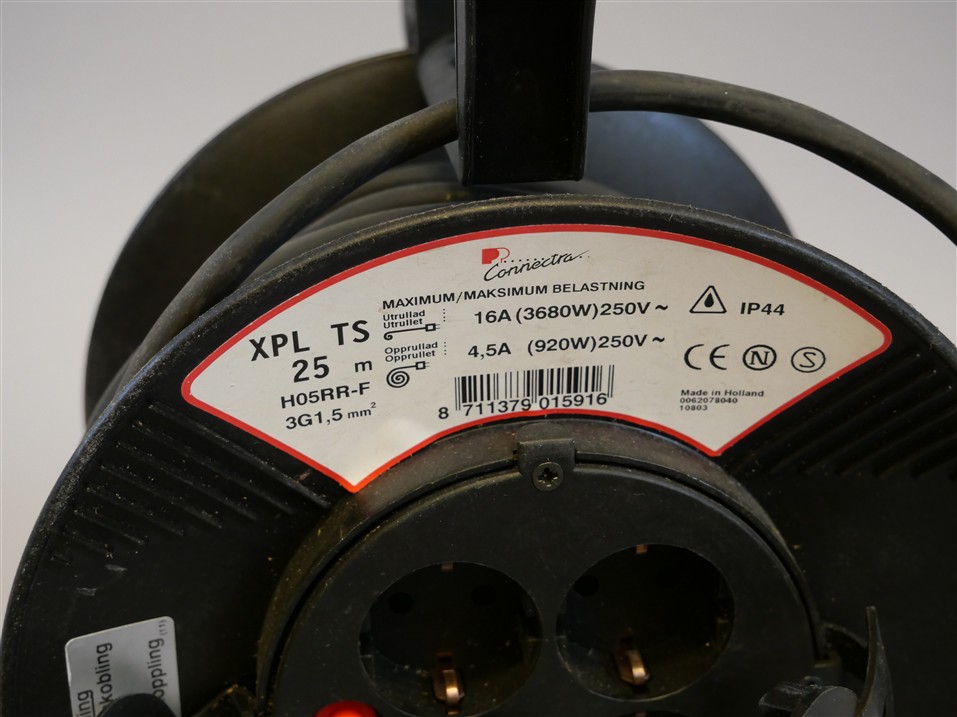 Connectra
MAXIMUM/MAKSIMUM BELASTNING
XPL TS
25 m
H05RR-F
3G1,5 mm²
Utrullad :
Utrullet :
16A (3680W) 250V ~
Opprullad :
Opprullet :
4,5A (920W) 250V ~
8 711379 015916
IP44
CE N S
Made in Holland
0062078040
10803